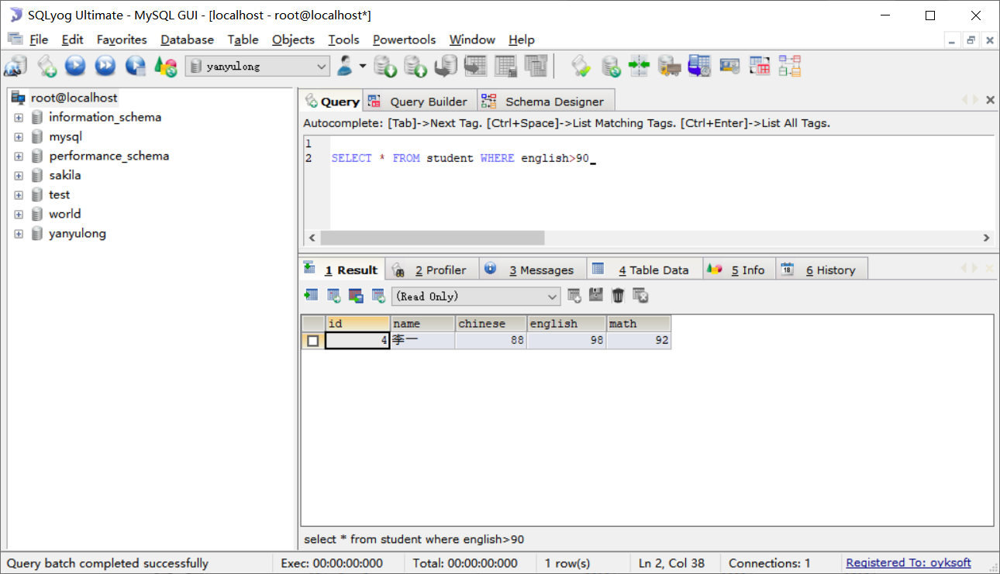 SQLyog Ultimate - MySQL GUI - [localhost - root@localhost*]
File Edit Favorites Database Table Objects Tools Powertools Window Help
yanyulong
root@localhost
information_schema
mysql
performance_schema
sakila
test
world
yanyulong
Query Query Builder Schema Designer
Autocomplete: [Tab]->Next Tag. [Ctrl+Space]->List Matching Tags. [Ctrl+Enter]->List All Tags.
1
2 SELECT * FROM student WHERE english>90
1 Result 2 Profiler 3 Messages 4 Table Data 5 Info 18 6 History
(Read Only)
id name chinese english math
4 李一 88 98 92
select * from student where english>90
Query batch completed successfully Exec: 00:00:00:000 Total: 00:00:00:000 1 row(s) Ln 2, Col 38 Connections: 1 Registered To: oyksoft